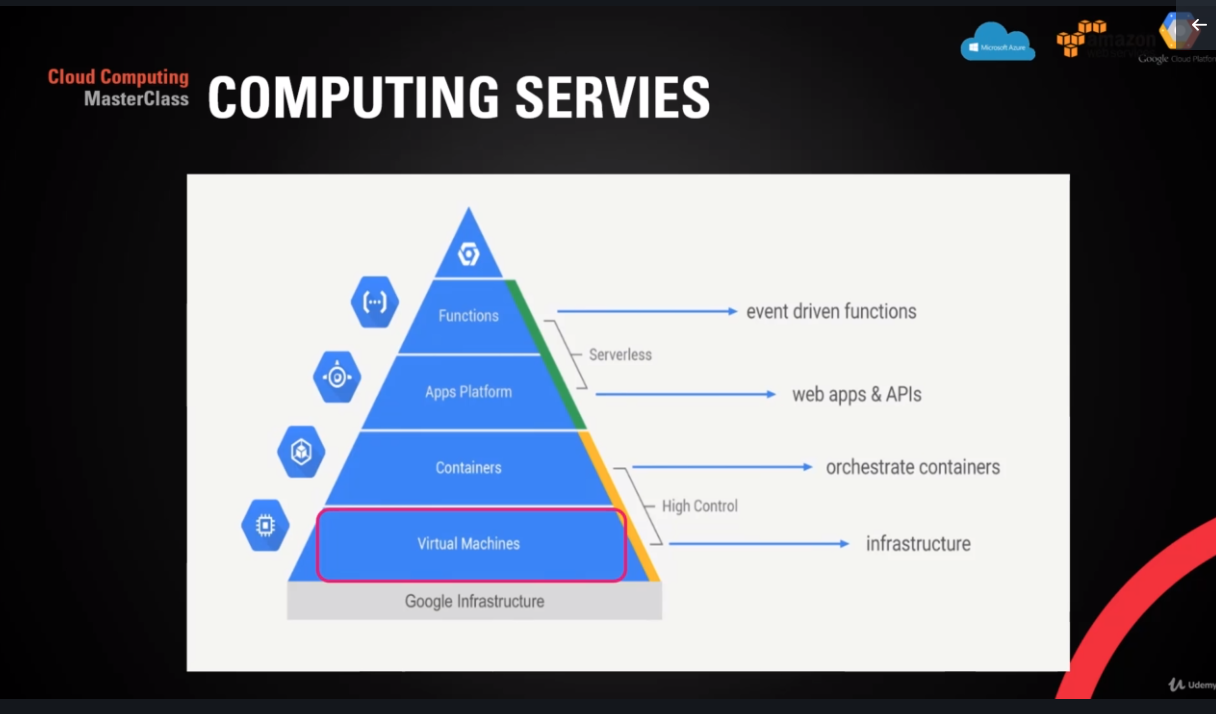 Microsoft Azure
amazon
Google Cloud Platform
Cloud Computing
MasterClass
COMPUTING SERVIES
Functions
event driven functions
Serverless
Apps Platform
web apps & APIs
Containers
orchestrate containers
High Control
Virtual Machines
infrastructure
Google Infrastructure
Udemy